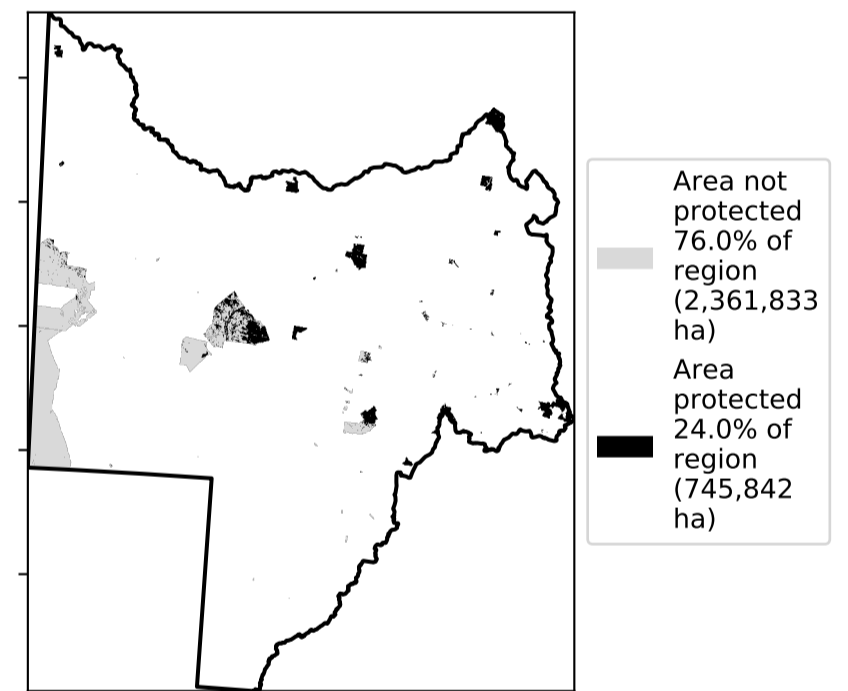 Area not
protected
76.0% of
region
(2,361,833
ha)
Area
protected
24.0% of
region
(745,842
ha)